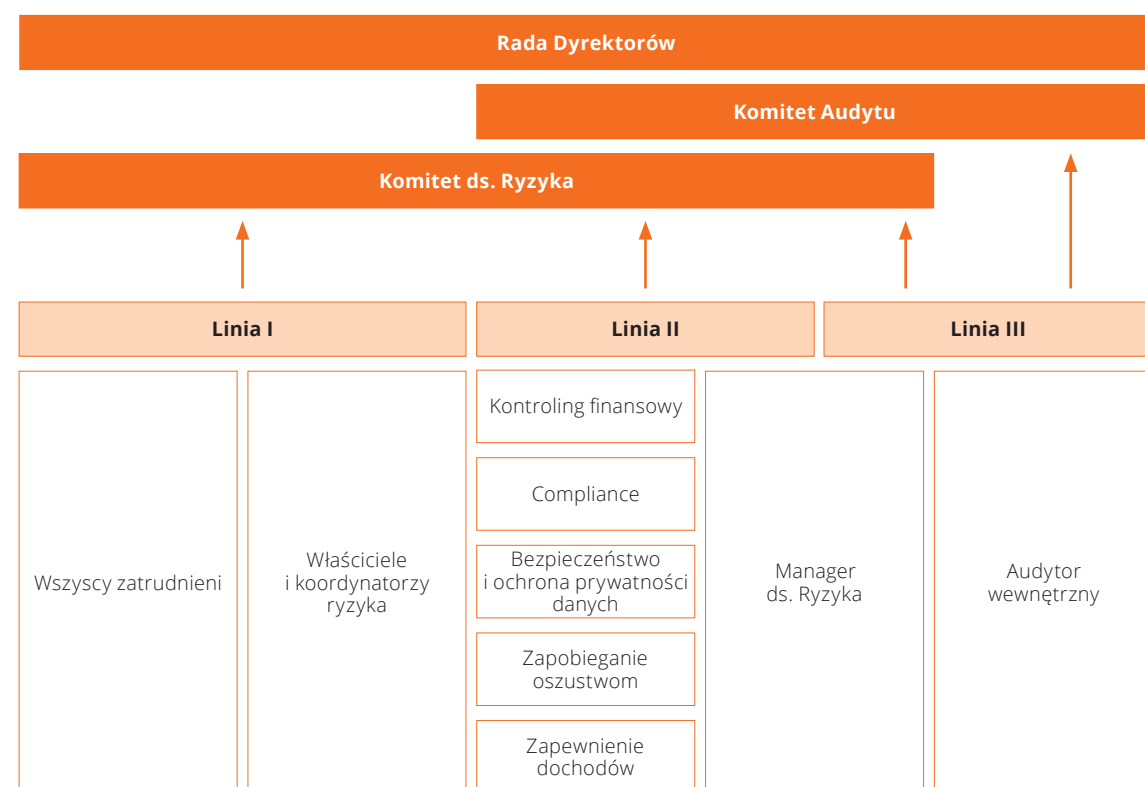 Rada Dyrektorów
Komitet Audytu
Komitet ds. Ryzyka
Linia I
Linia II
Linia III
Wszyscy zatrudnieni
Właściciele
i koordynatorzy
ryzyka
Kontroling finansowy
Compliance
Bezpieczeństwo
i ochrona prywatności
danych
Zapobieganie
oszustwom
Zapewnienie
dochodów
Manager
ds. Ryzyka
Audytor
wewnętrzny